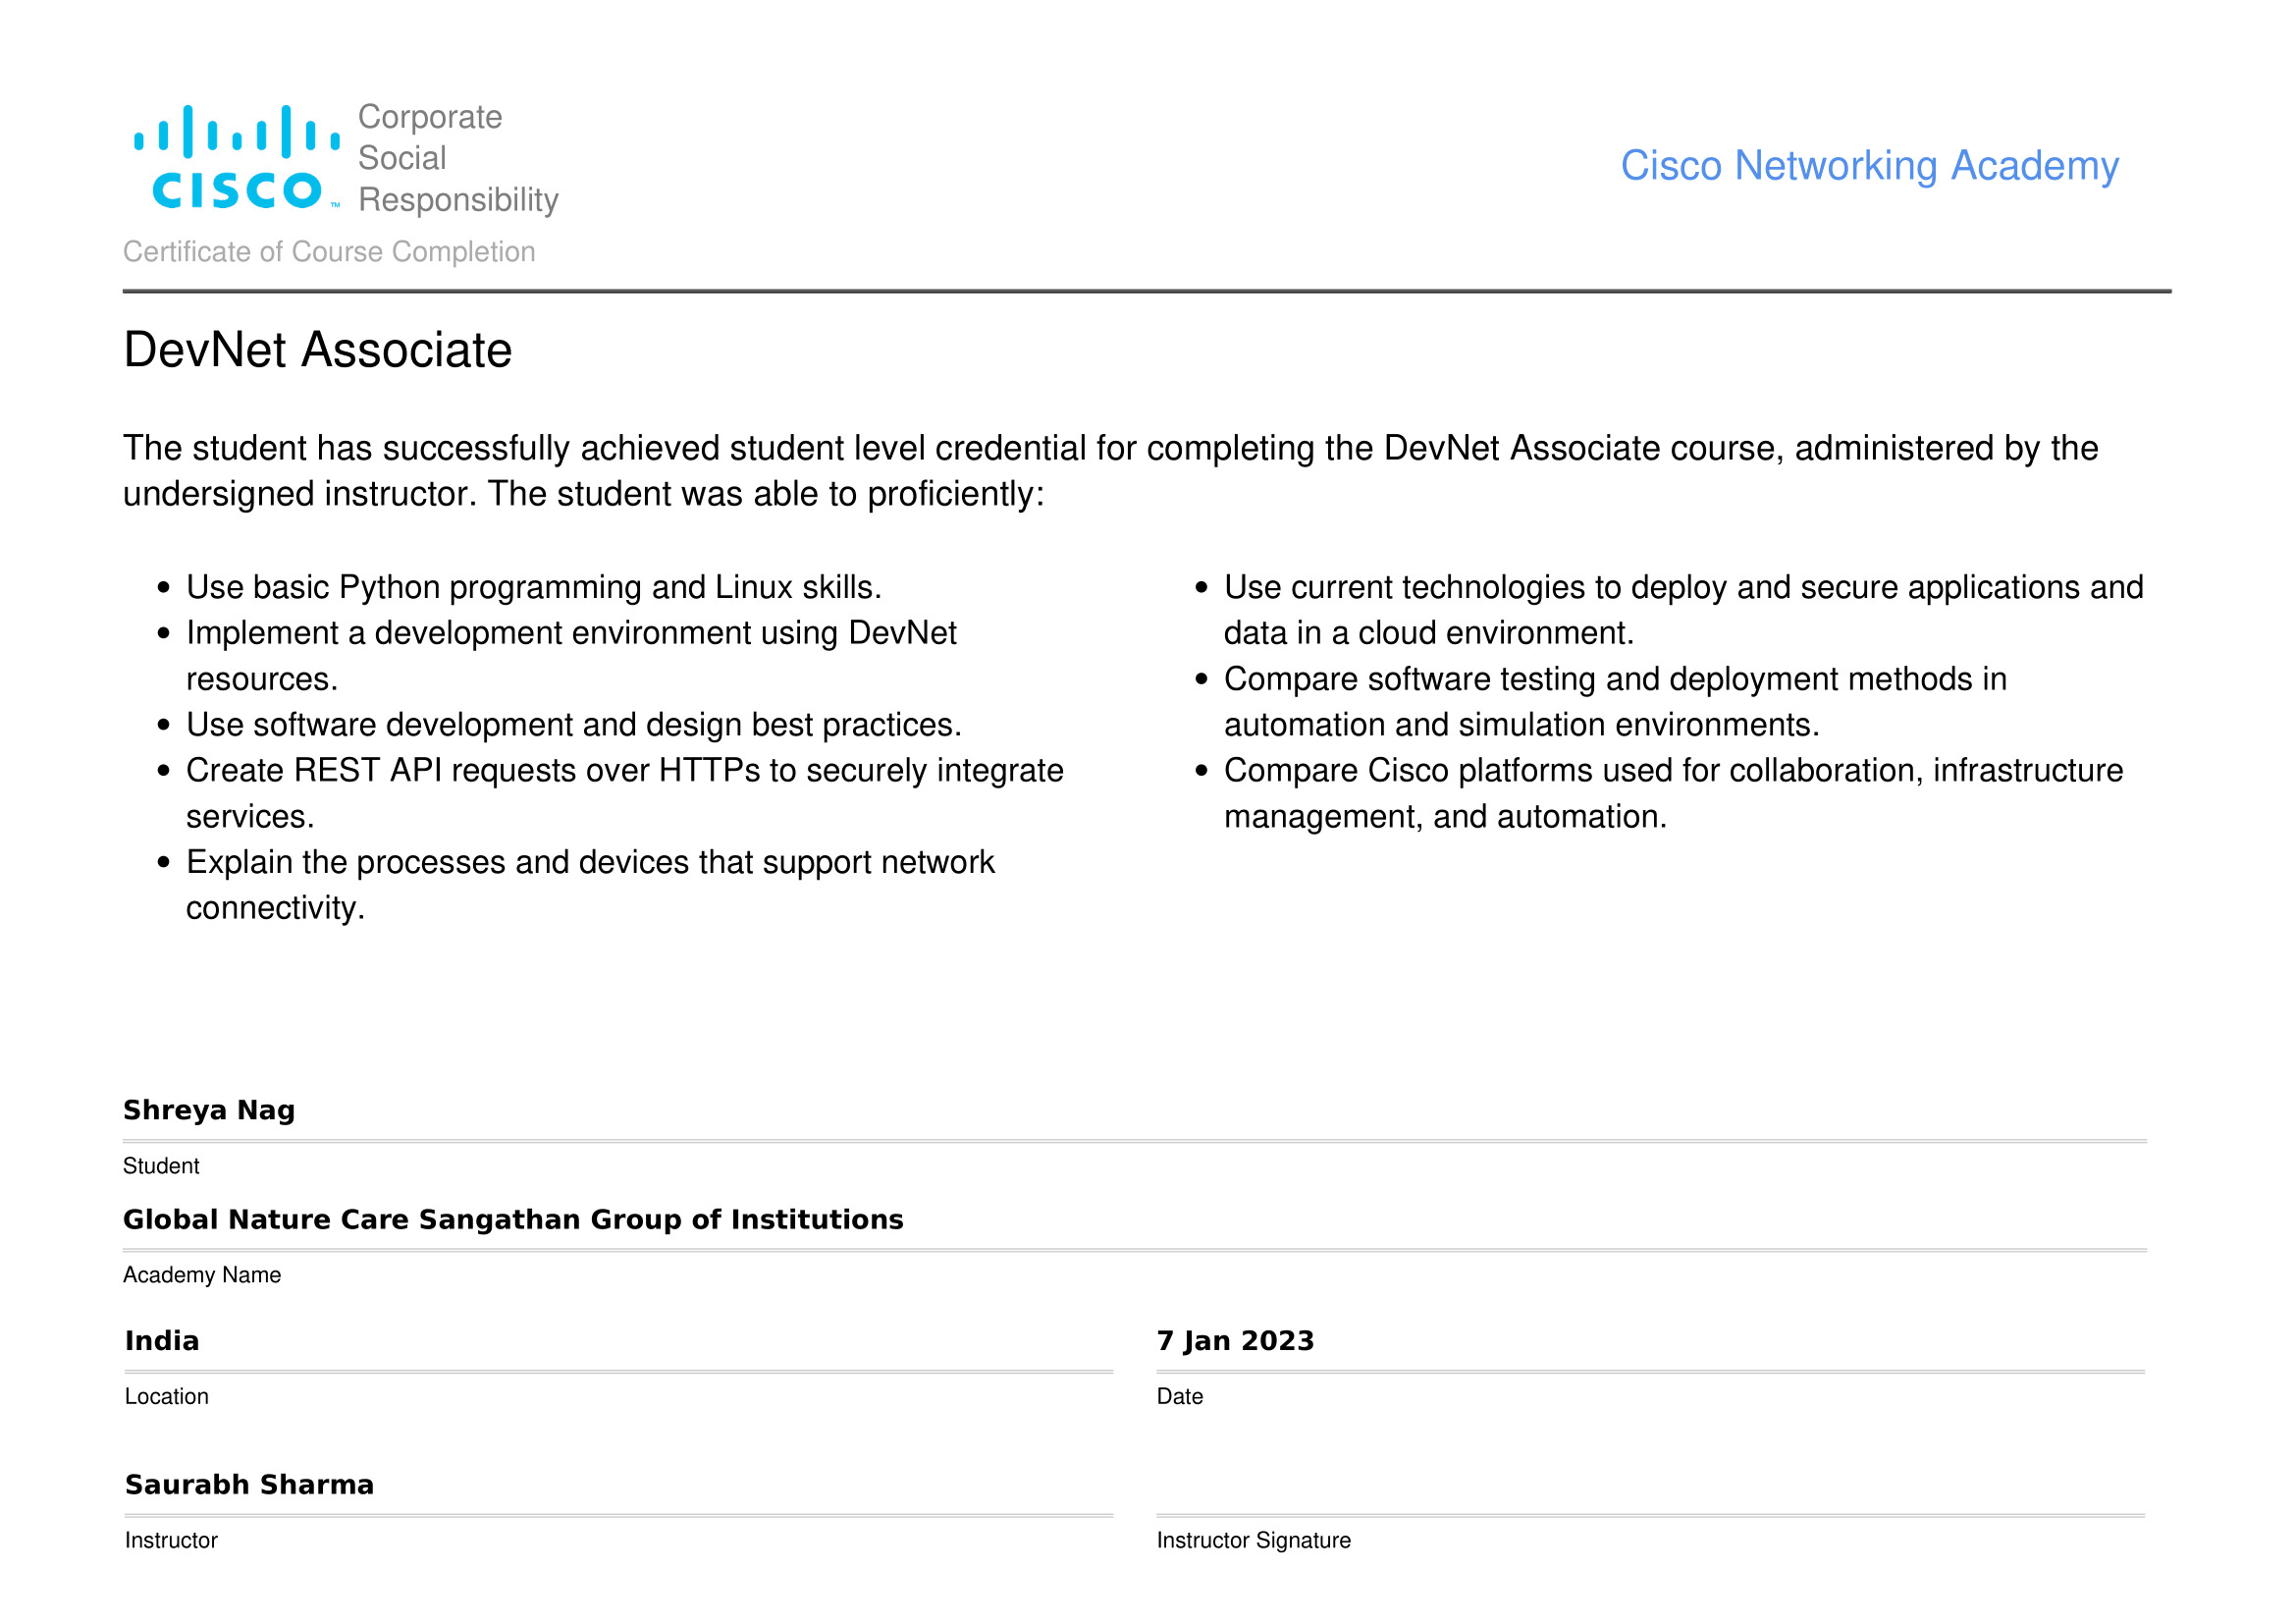 CISCO
TM
Corporate
Social
Responsibility
Cisco Networking Academy
Certificate of Course Completion
DevNet Associate
The student has successfully achieved student level credential for completing the DevNet Associate course, administered by the
undersigned instructor. The student was able to proficiently:
• Use basic Python programming and Linux skills.
• Implement a development environment using DevNet
resources.
• Use software development and design best practices.
• Create REST API requests over HTTPs to securely integrate
services.
• Explain the processes and devices that support network
connectivity.
• Use current technologies to deploy and secure applications and
data in a cloud environment.
• Compare software testing and deployment methods in
automation and simulation environments.
• Compare Cisco platforms used for collaboration, infrastructure
management, and automation.
Shreya Nag
Student
Global Nature Care Sangathan Group of Institutions
Academy Name
India
Location
7 Jan 2023
Date
Saurabh Sharma
Instructor
Instructor Signature